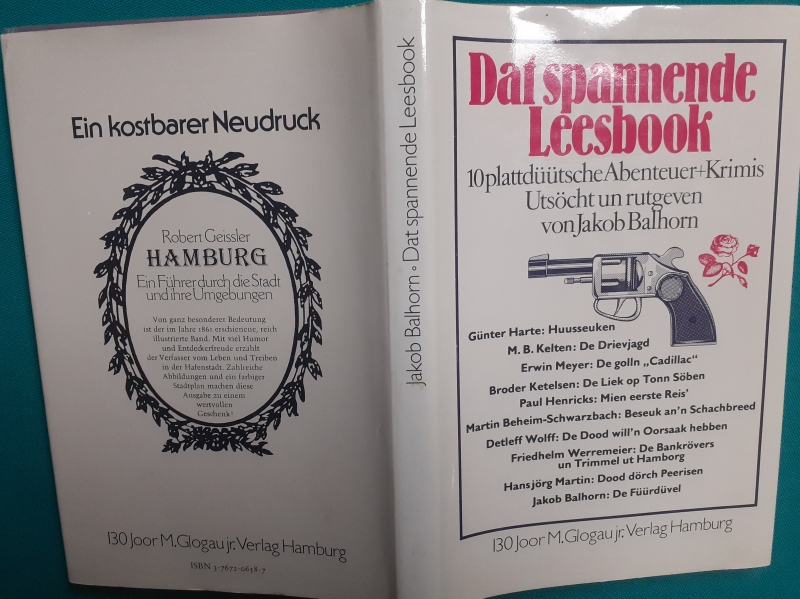 Ein kostbarer Neudruck
Robert Geissler
HAMBURG
Ein Führer durch die Stadt
und ihre Umgebungen
Von ganz besonderer Bedeutung
ist der im Jahre 1861 erschienene, reich
illustrierte Band. Mit viel Humor
und Entdeckerfreude erzählt
der Verfasser vom Leben und Treiben
in der Hafenstadt. Zahlreiche
Abbildungen und ein farbiger
Stadtplan machen diese
Ausgabe zu einem
wertvollen
Geschenk!
130 Joor M. Glogau jr. Verlag Hamburg
ISBN 3-7672-0658-7
Jakob Balhorn • Dat spannende Leesbook
Dat spannende
Leesbook
10 plattdüütsche Abenteuer+Krimis
Utsöcht un rutgeven
von Jakob Balhorn
Günter Harte: Huusseuken
M. B. Kelten: De Drievjagd
Erwin Meyer: De golln „Cadillac“
Broder Ketelsen: De Liek op Tonn Söben
Paul Henricks: Mien eerste Reis'
Martin Beheim-Schwarzbach: Beseuk an'n Schachbreed
Detleff Wolff: De Dood will'n Oorsaak hebben
Friedhelm Werremeier: De Bankrövers
un Trimmel ut Hamborg
Hansjörg Martin: Dood dörch Peerisen
Jakob Balhorn: De Füürdüvel
130 Joor M. Glogau jr. Verlag Hamburg